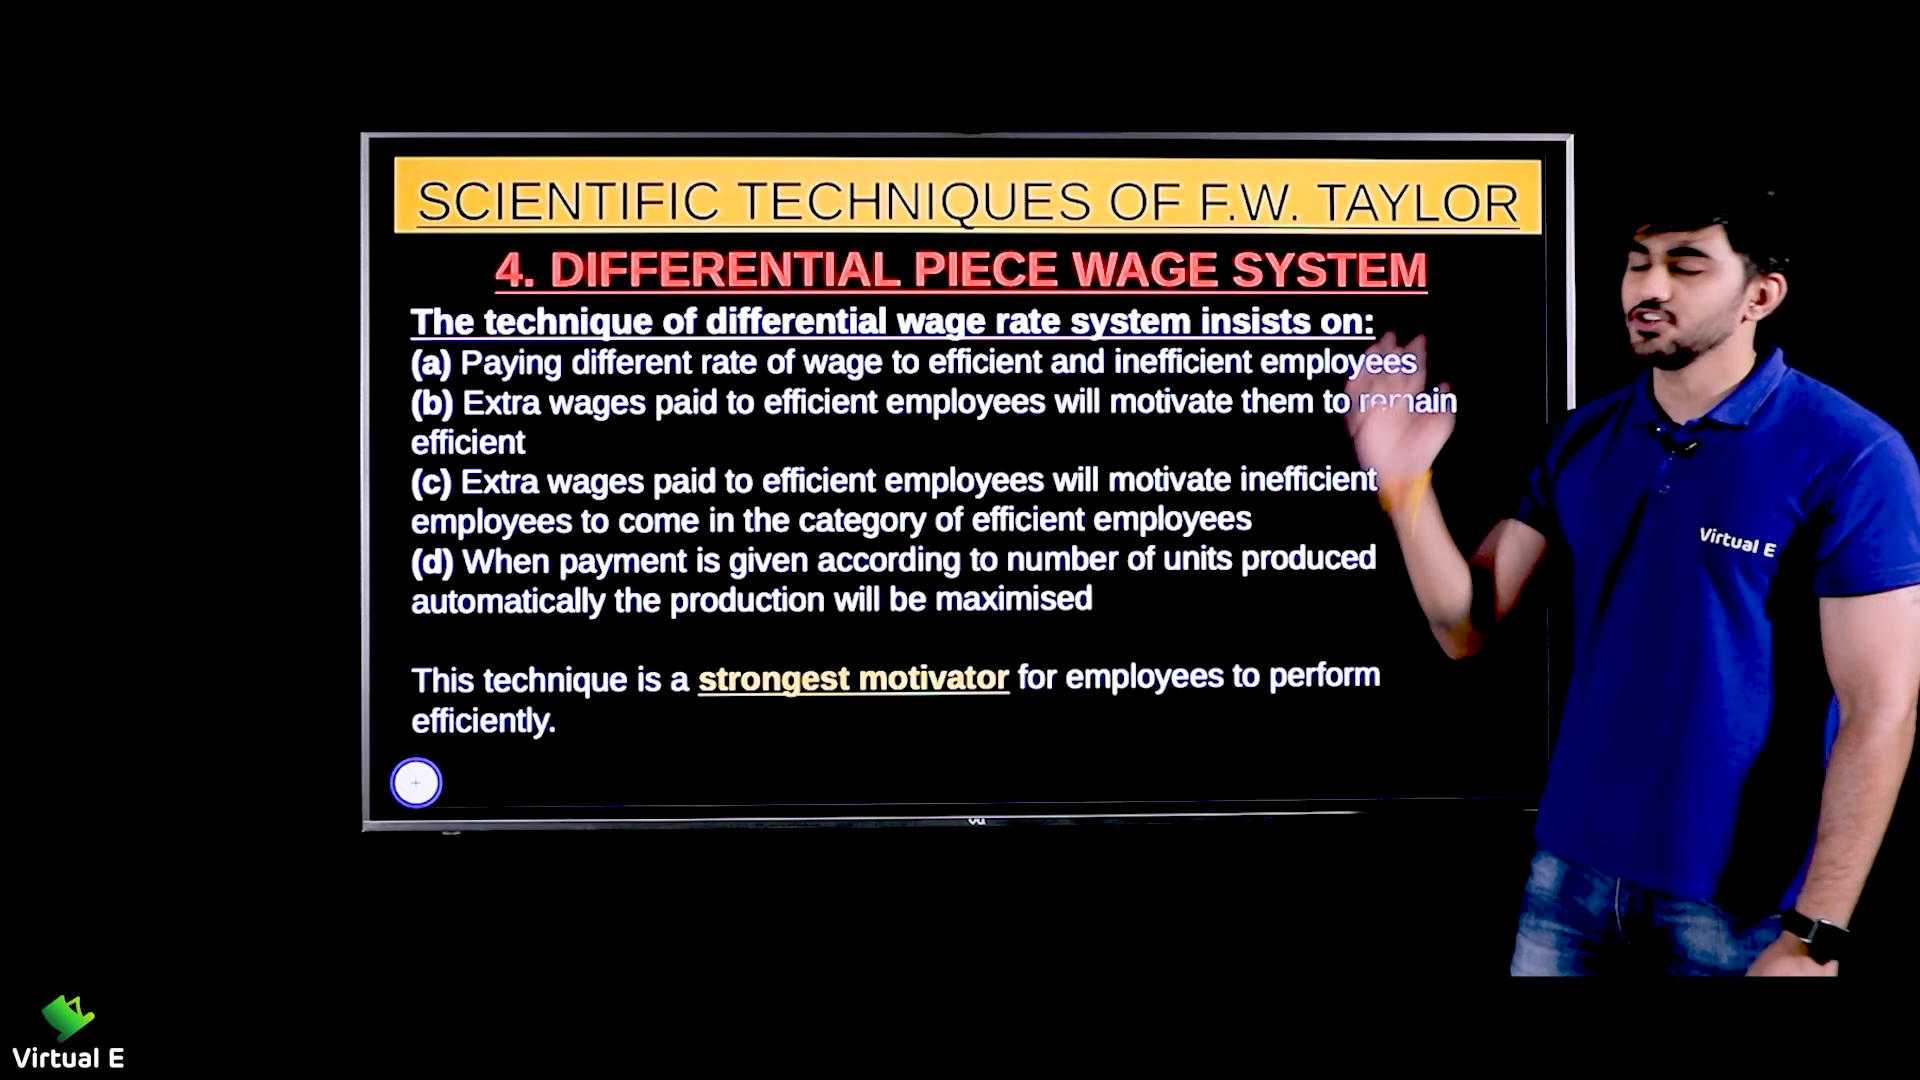 SCIENTIFIC TECHNIQUES OF F.W. TAYLOR
4. DIFFERENTIAL PIECE WAGE SYSTEM
The technique of differential wage rate system insists on:
(a) Paying different rate of wage to efficient and inefficient employees
(b) Extra wages paid to efficient employees will motivate them to remain
efficient
(c) Extra wages paid to efficient employees will motivate inefficient
employees to come in the category of efficient employees
(d) When payment is given according to number of units produced
automatically the production will be maximised
This technique is a strongest motivator for employees to perform
efficiently.
Virtual E
vu
Virtual E